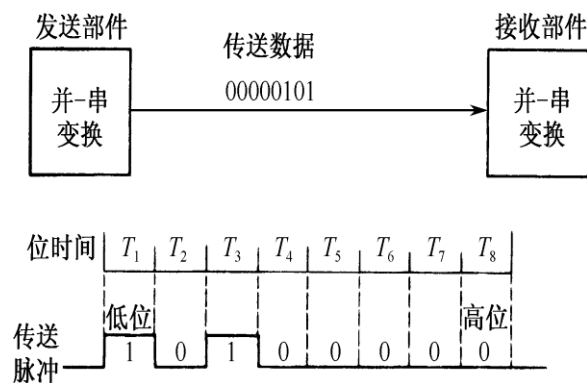 发送部件
接收部件
传送数据
00000101
并-串
变换
并-串
变换
位时间 T₁ T₂ T₃ T₄ T₅ T₆ T₇ T₈
低位 高位
传送
脉冲
1 0 1 0 0 0 0 0